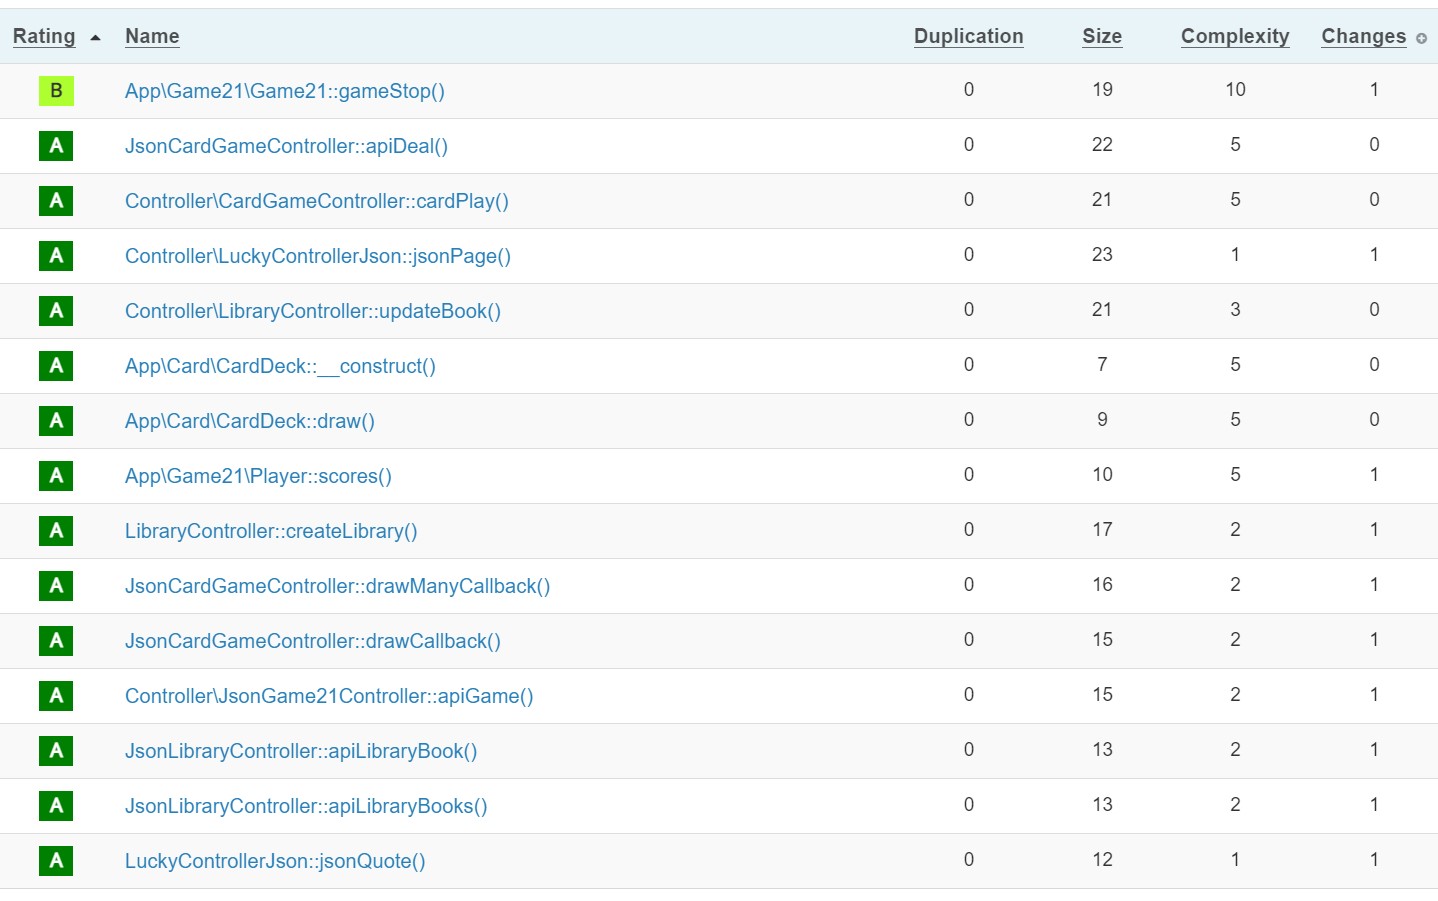 Rating Name Duplication Size Complexity Changes
B App\Game21\Game21::gameStop() 0 19 10 1
A JsonCardGameController::apiDeal() 0 22 5 0
A Controller\CardGameController::cardPlay() 0 21 5 0
A Controller\LuckyControllerJson::jsonPage() 0 23 1 1
A Controller\LibraryController::updateBook() 0 21 3 0
A App\Card\CardDeck::__construct() 0 7 5 0
A App\Card\CardDeck::draw() 0 9 5 0
A App\Game21\Player::scores() 0 10 5 1
A LibraryController::createLibrary() 0 17 2 1
A JsonCardGameController::drawManyCallback() 0 16 2 1
A JsonCardGameController::drawCallback() 0 15 2 1
A Controller\JsonGame21Controller::apiGame() 0 15 2 1
A JsonLibraryController::apiLibraryBook() 0 13 2 1
A JsonLibraryController::apiLibraryBooks() 0 13 2 1
A LuckyControllerJson::jsonQuote() 0 12 1 1